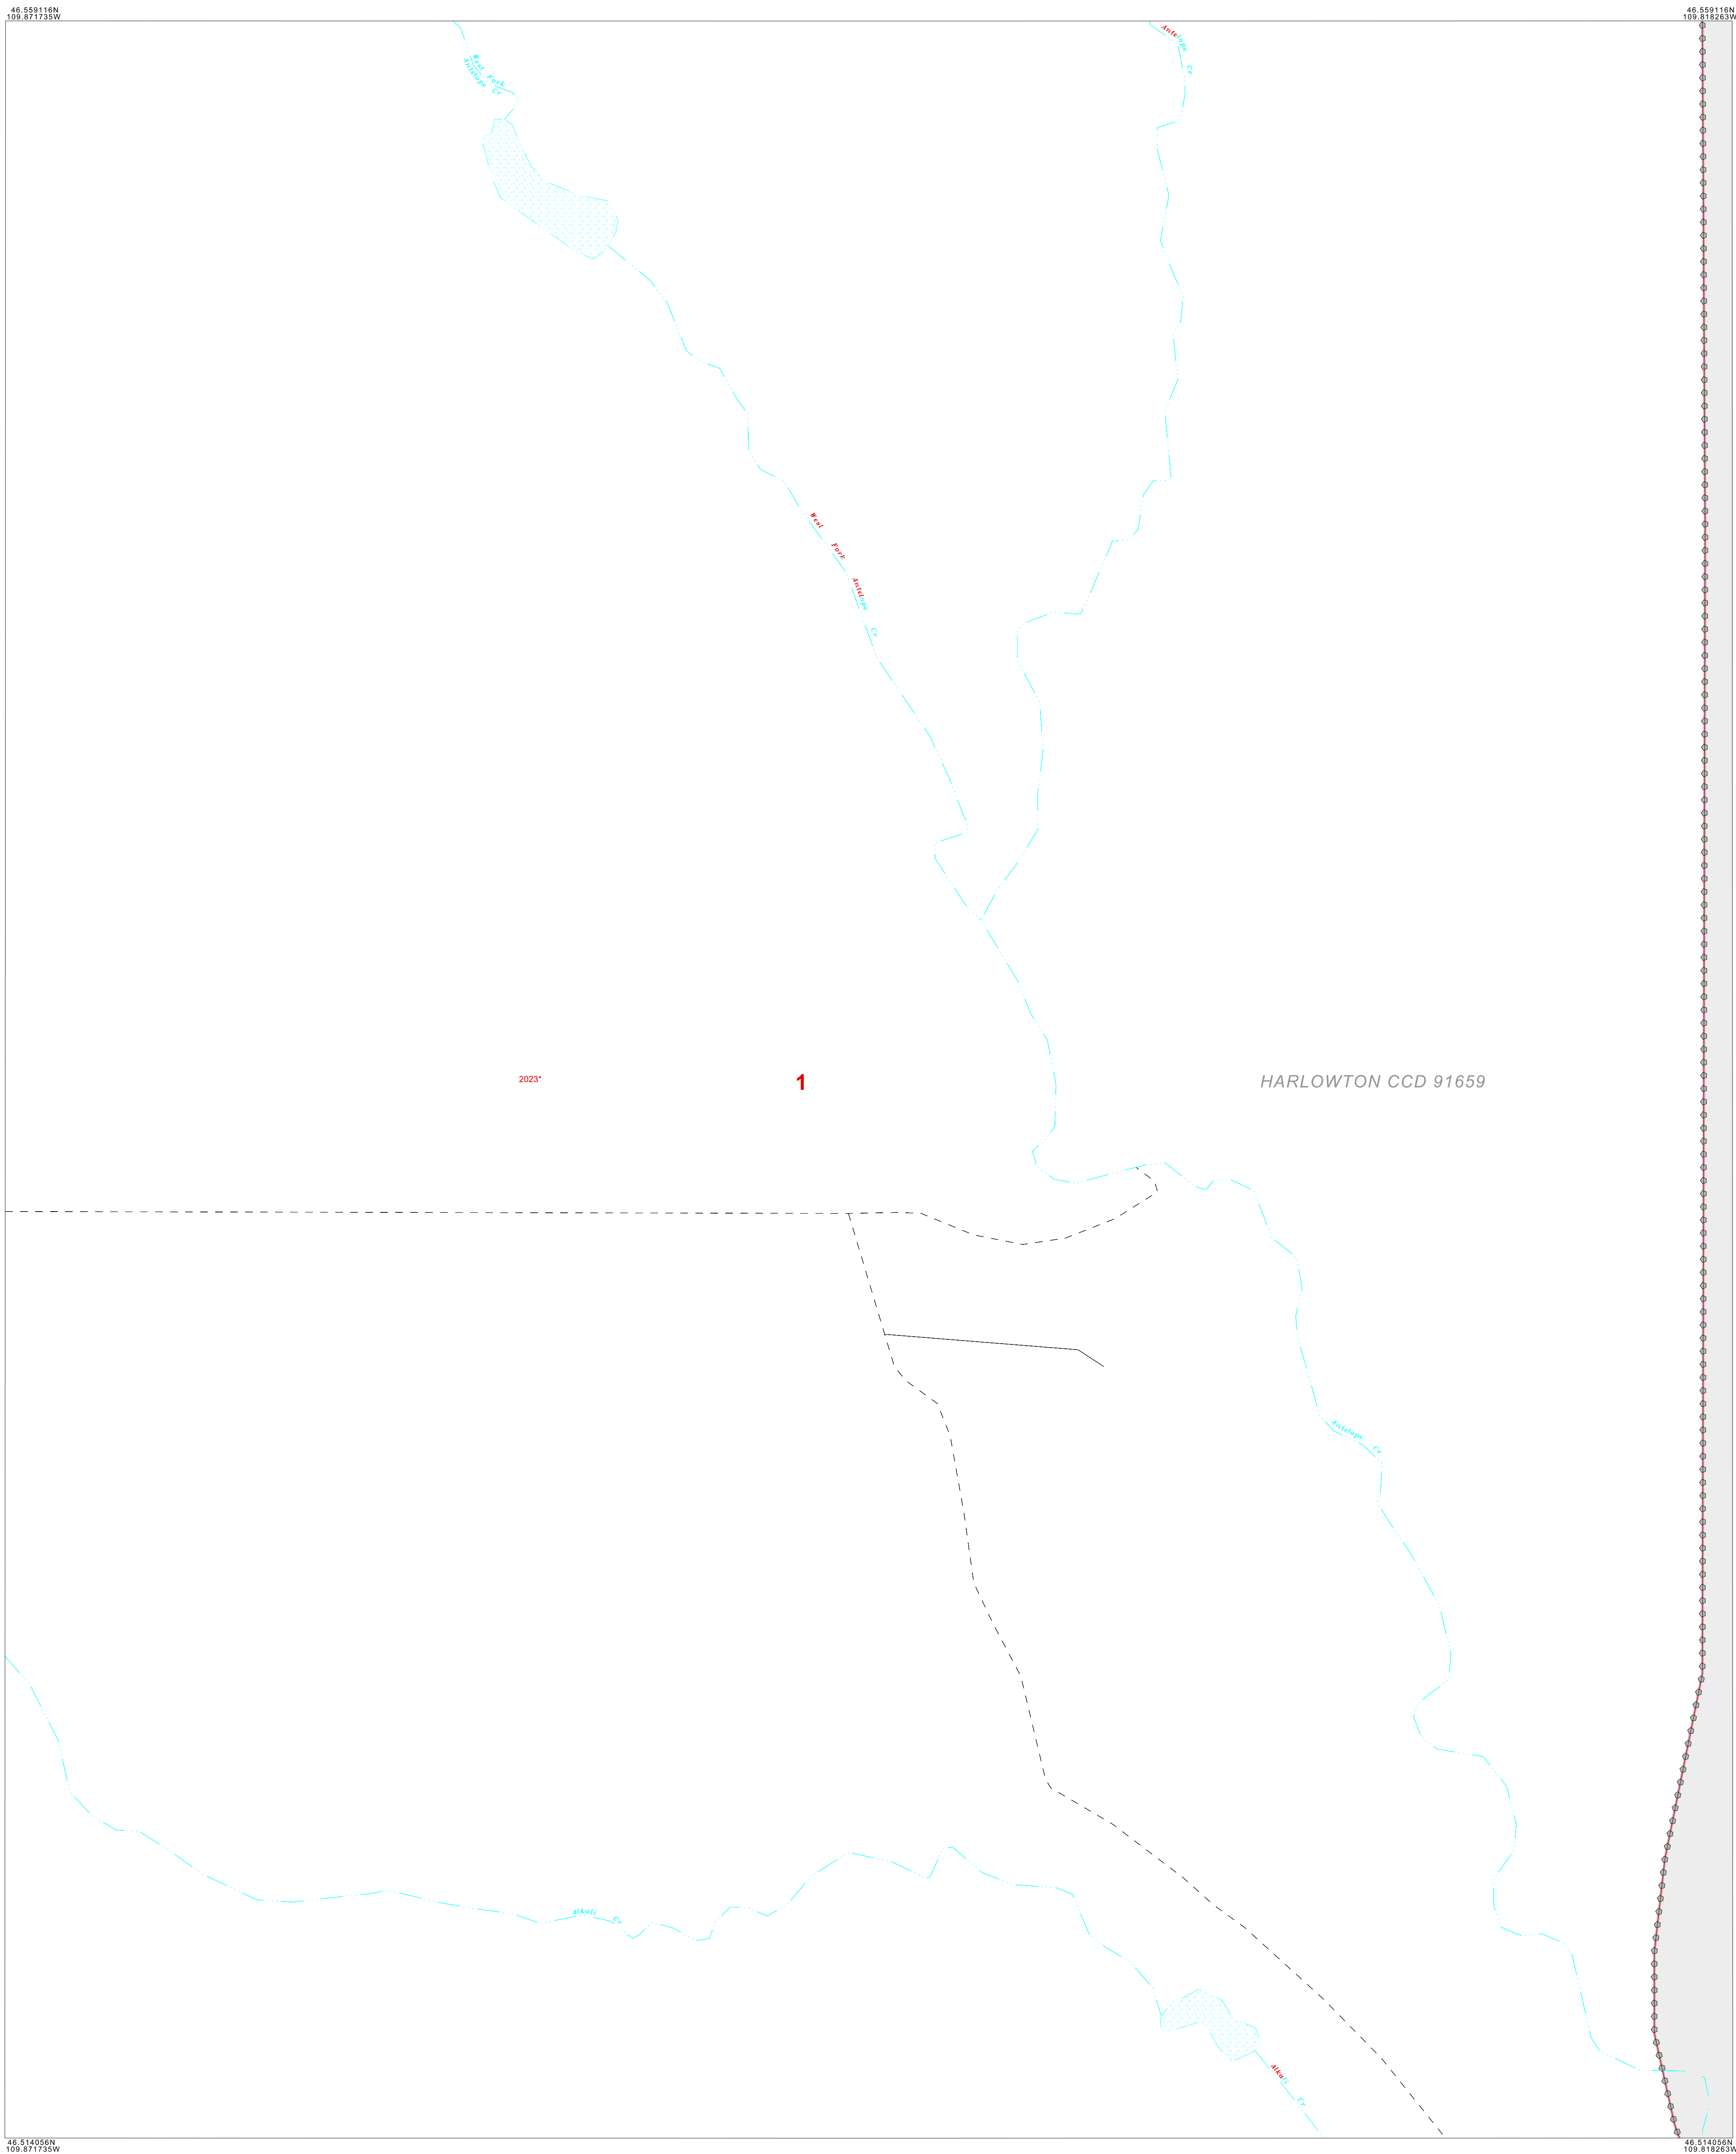 46.559116N
109.871735W
46.559116N
109.818263W
Antelope Cr
West Fork
Antelope Cr
West Fork Antelope Cr
2023*
1
HARLOWTON CCD 91659
Antelope Cr
Alkali Cr
Alkali Cr
46.514056N
109.871735W
46.514056N
109.818263W